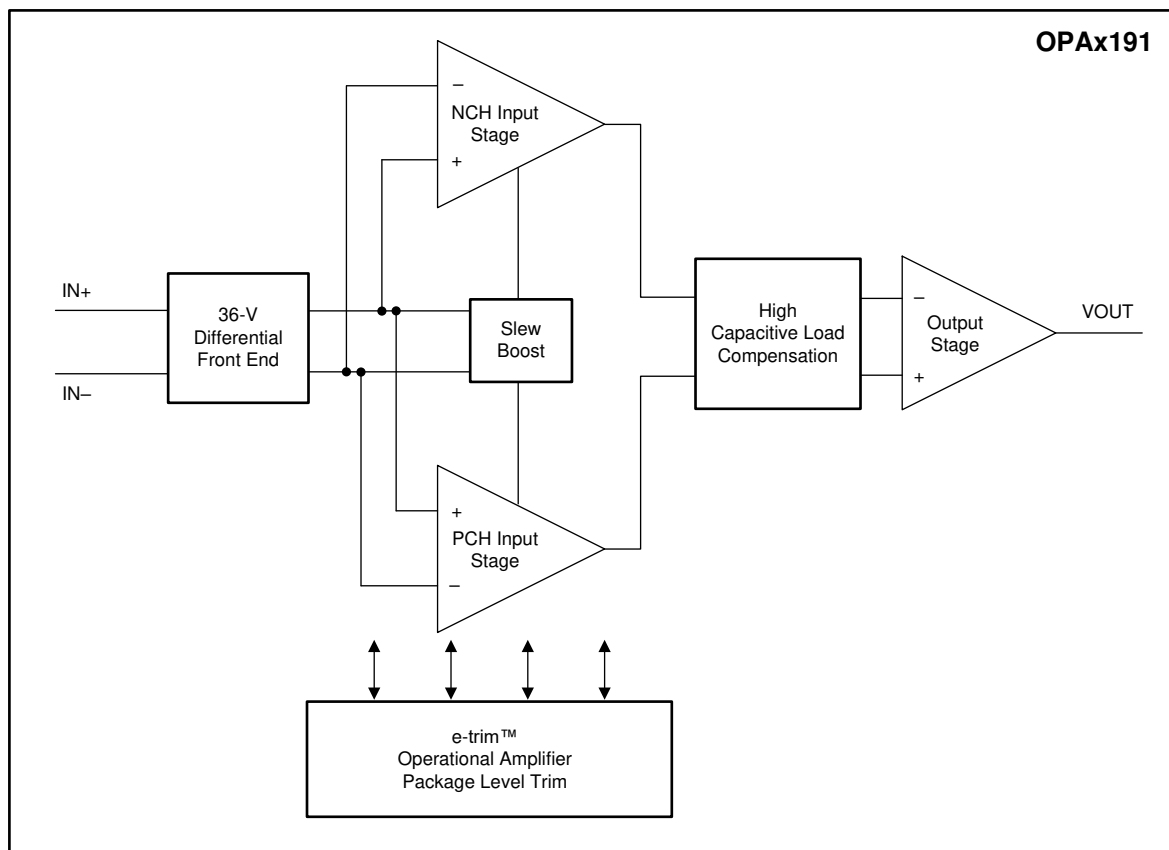 OPAx191
–
NCH Input
Stage
+
IN+
36-V
Differential
Front End
IN–
Slew
Boost
High
Capacitive Load
Compensation
–
Output
Stage
+
VOUT
+
PCH Input
Stage
–
e-trim™
Operational Amplifier
Package Level Trim